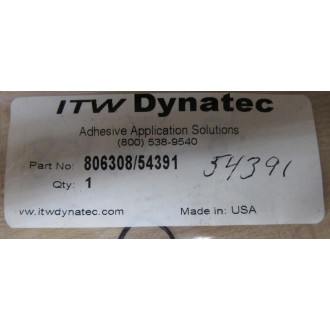 ITW Dynatec
Adhesive Application Solutions
(800) 538-9540
Part No: 806308/54391 54391
Qty: 1
vw.itwdynatec.com Made in: USA